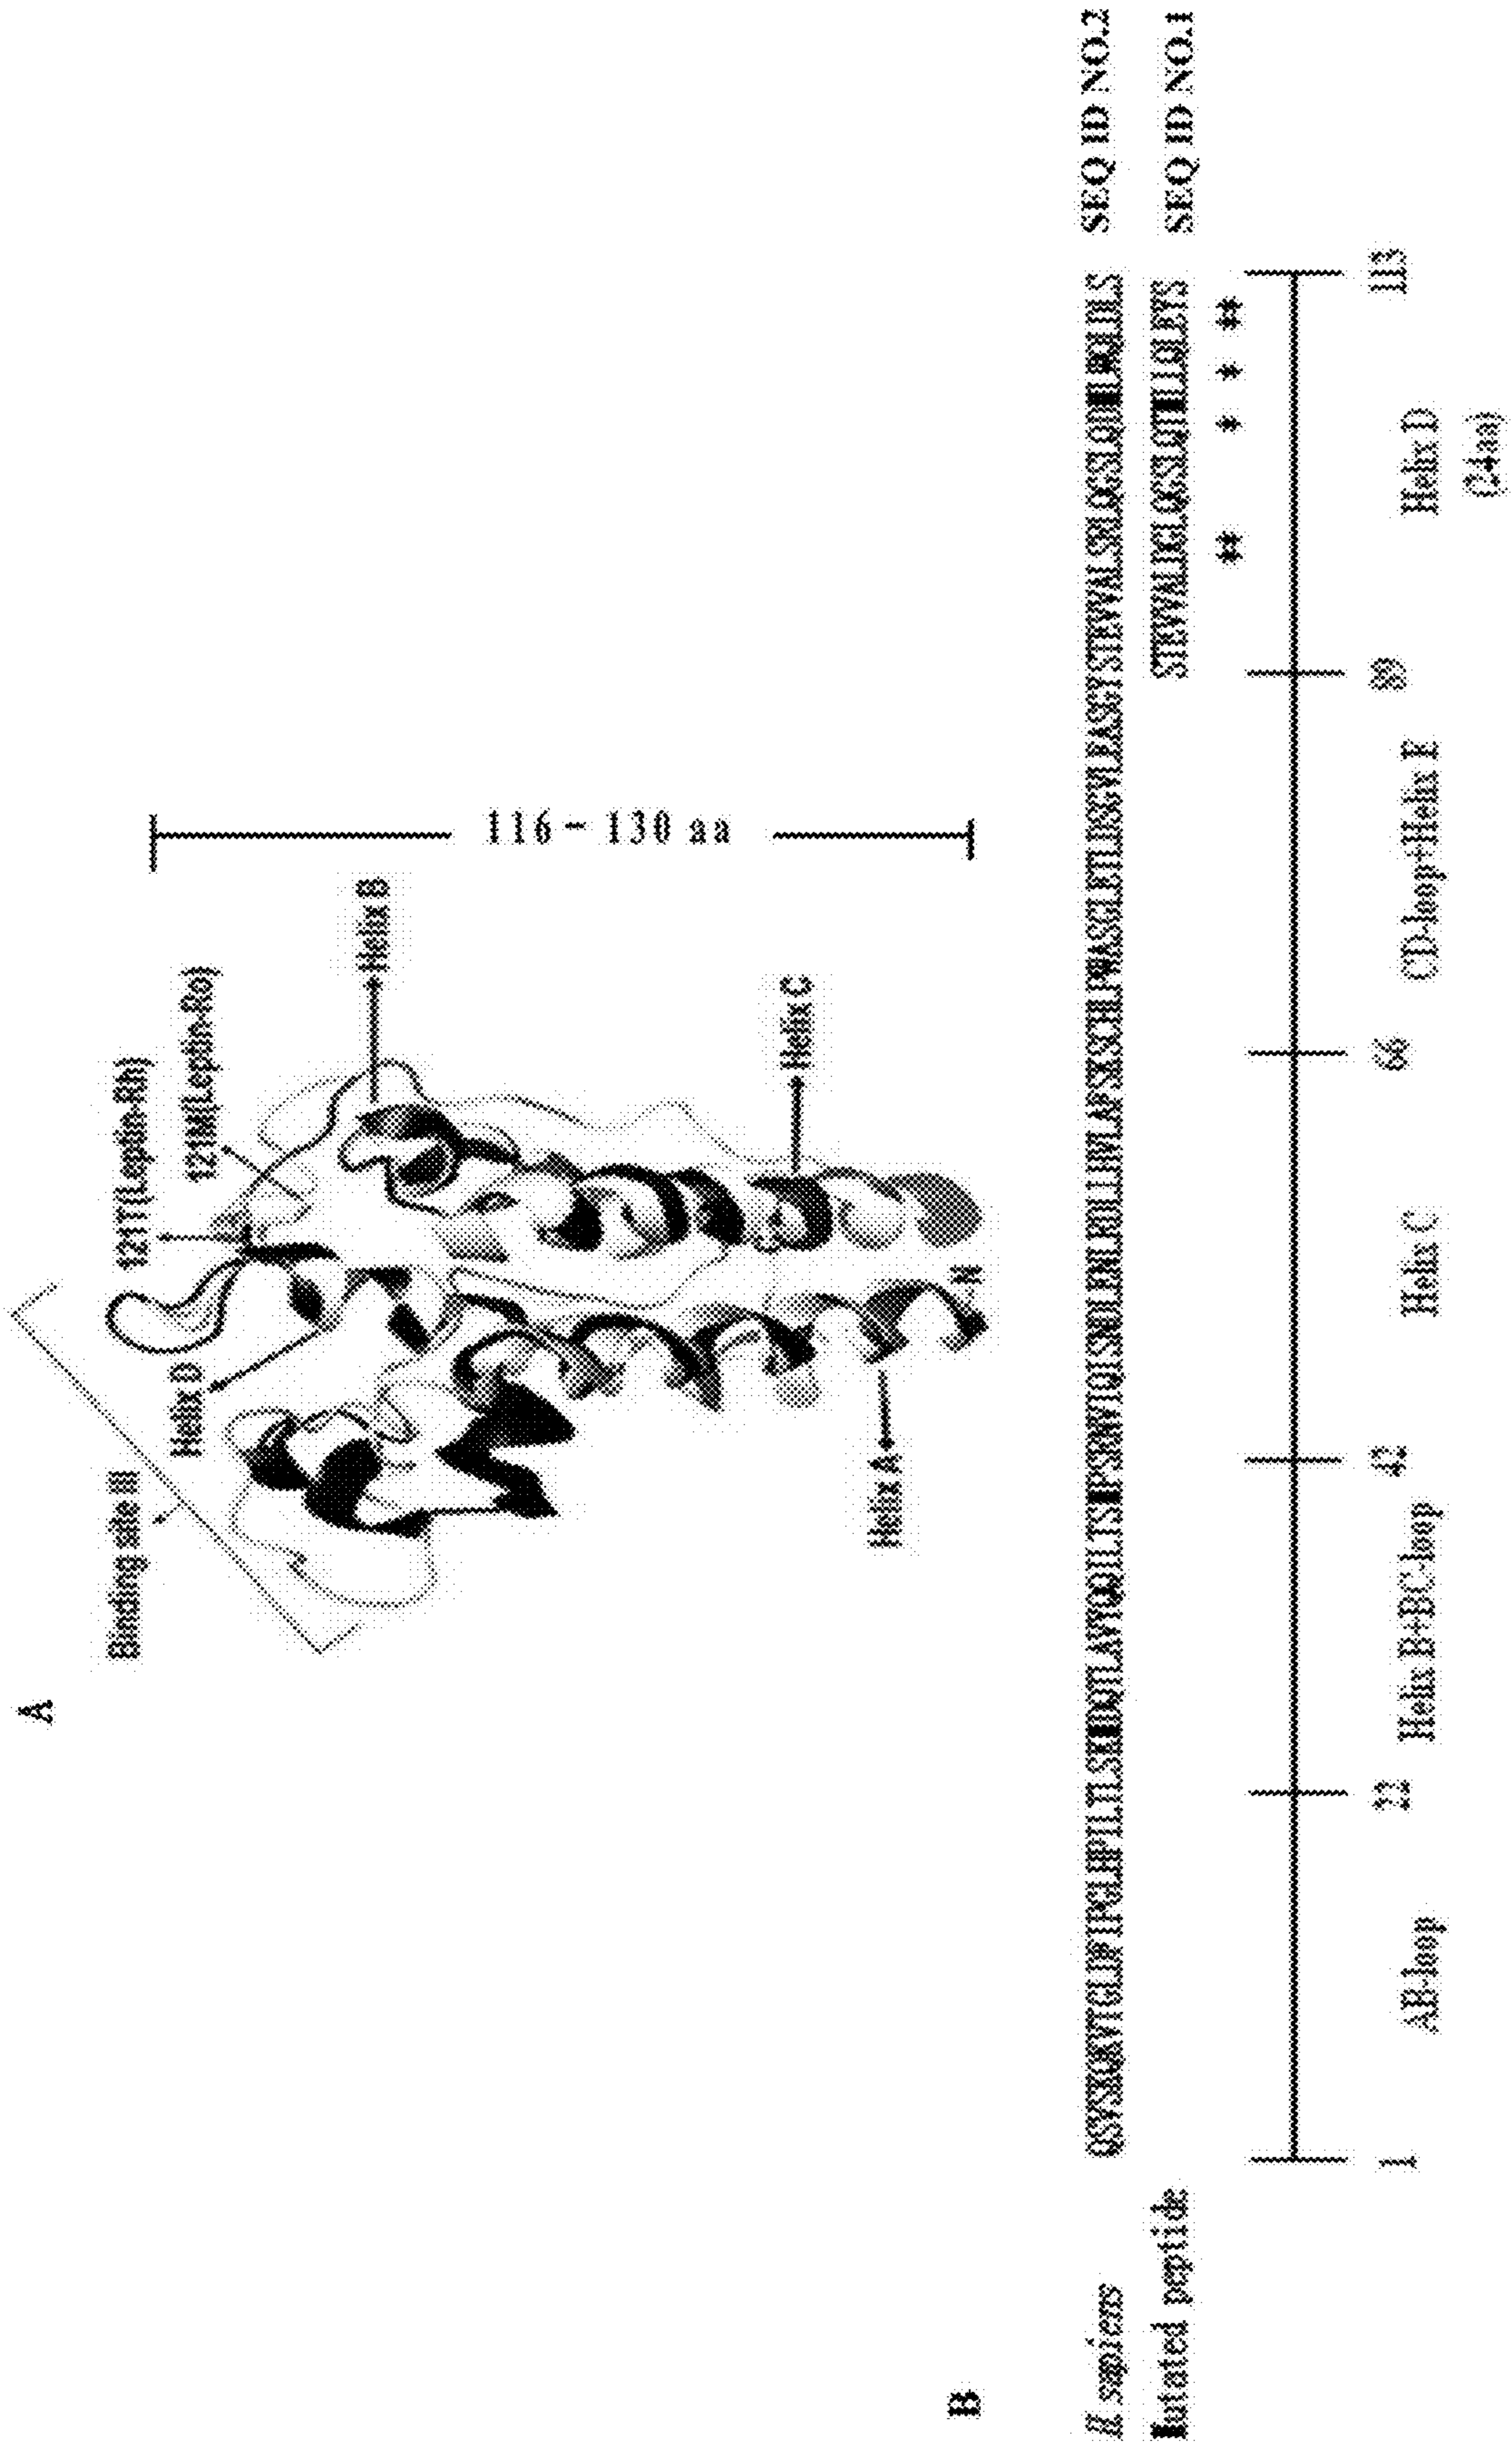 A
Binding site III
Helix D
121T(Leptin-Rh)
121M(Leptin-Ro)
Helix B
116 - 130 aa
Helix A
N
Helix C
B
H. sapiens
SEQ ID NO.2
Mutated peptide
SEQ ID NO.1
** * * **
1 22 42 66 89 113
AB-loop Helix B+BC-loop Helix C CD-loop+Helix E Helix D
(24aa)